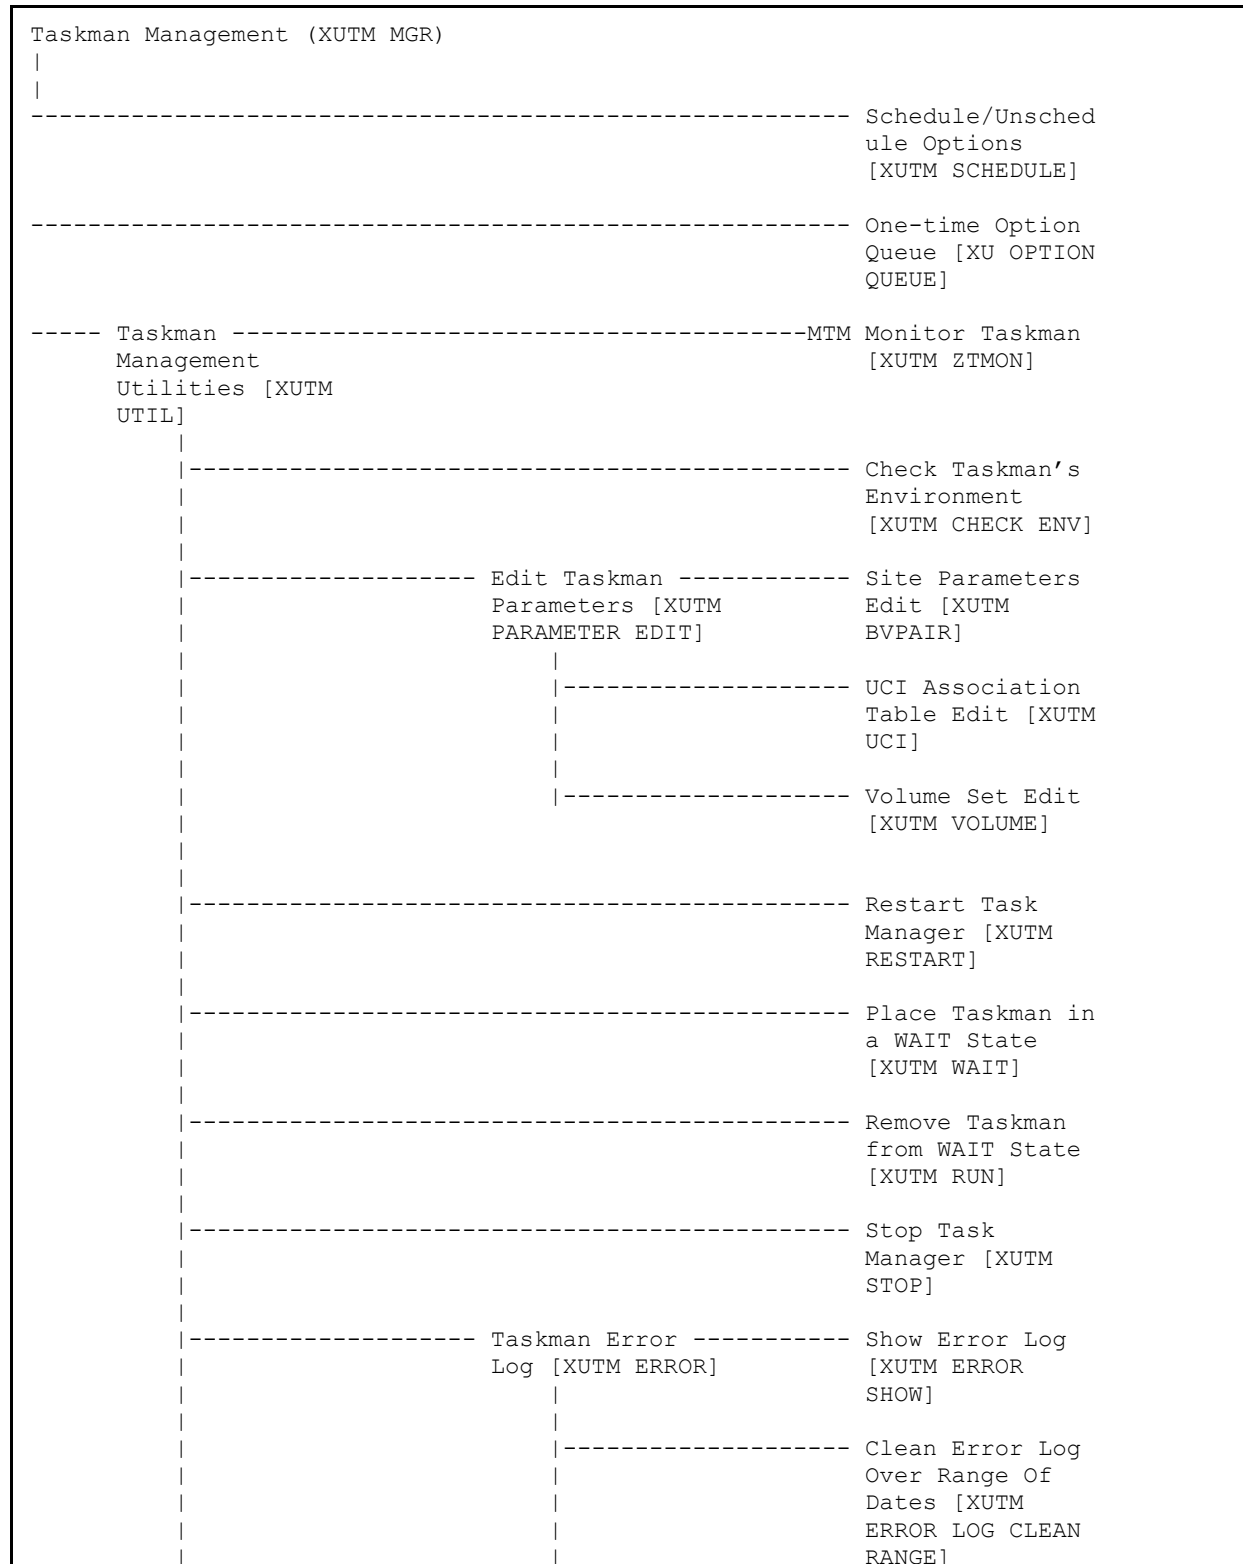 Taskman Management (XUTM MGR)
|
|
--------------------------------------------------------- Schedule/Unsched
ule Options
[XUTM SCHEDULE]
--------------------------------------------------------- One-time Option
Queue [XU OPTION
QUEUE]
----- Taskman ----------------------------------------MTM Monitor Taskman
Management [XUTM ZTMON]
Utilities [XUTM
UTIL]
|
|---------------------------------------------- Check Taskman’s
| Environment
| [XUTM CHECK ENV]
|
|-------------------- Edit Taskman ------------ Site Parameters
| Parameters [XUTM Edit [XUTM
| PARAMETER EDIT] BVPAIR]
| |
| |-------------------- UCI Association
| | Table Edit [XUTM
| | UCI]
| |
| |-------------------- Volume Set Edit
| [XUTM VOLUME]
|
|
|---------------------------------------------- Restart Task
| Manager [XUTM
| RESTART]
|
|---------------------------------------------- Place Taskman in
| a WAIT State
| [XUTM WAIT]
|
|---------------------------------------------- Remove Taskman
| from WAIT State
| [XUTM RUN]
|
|---------------------------------------------- Stop Task
| Manager [XUTM
| STOP]
|
|-------------------- Taskman Error ----------- Show Error Log
| Log [XUTM ERROR] [XUTM ERROR
| | SHOW]
| |
| |-------------------- Clean Error Log
| | Over Range Of
| | Dates [XUTM
| | ERROR LOG CLEAN
| | RANGE]